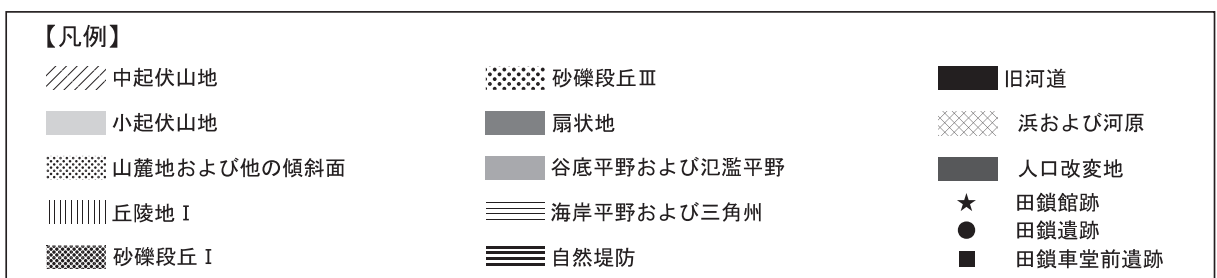 【凡例】
中起伏山地
小起伏山地
山麓地および他の傾斜面
丘陵地Ⅰ
砂礫段丘Ⅰ
砂礫段丘Ⅲ
扇状地
谷底平野および氾濫平野
海岸平野および三角州
自然堤防
旧河道
浜および河原
人口改変地
田鎖館跡
田鎖遺跡
田鎖車堂前遺跡